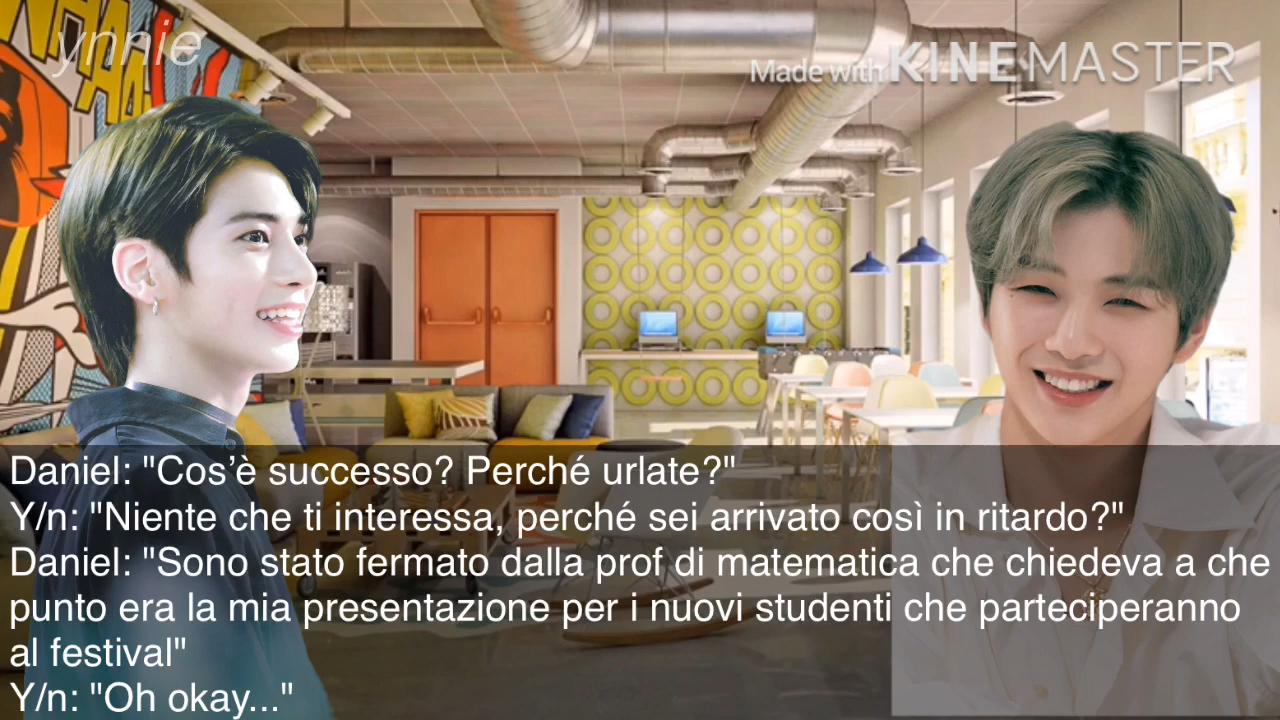 ynnie
Made with KINEMASTER
Daniel: "Cos’è successo? Perché urlate?"
Y/n: "Niente che ti interessa, perché sei arrivato così in ritardo?"
Daniel: "Sono stato fermato dalla prof di matematica che chiedeva a che
punto era la mia presentazione per i nuovi studenti che parteciperanno
al festival"
Y/n: "Oh okay..."